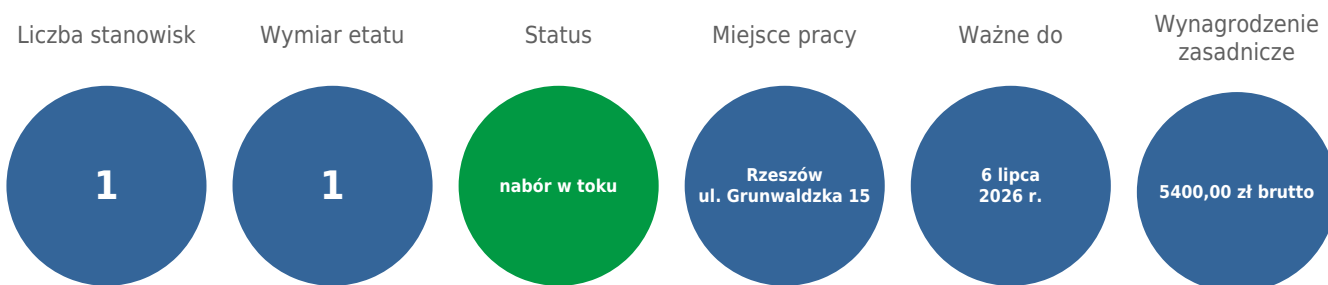 Liczba stanowisk
1
Wymiar etatu
1
Status
nabór w toku
Miejsce pracy
Rzeszów
ul. Grunwaldzka 15
Ważne do
6 lipca
2026 r.
Wynagrodzenie
zasadnicze
5400,00 zł brutto